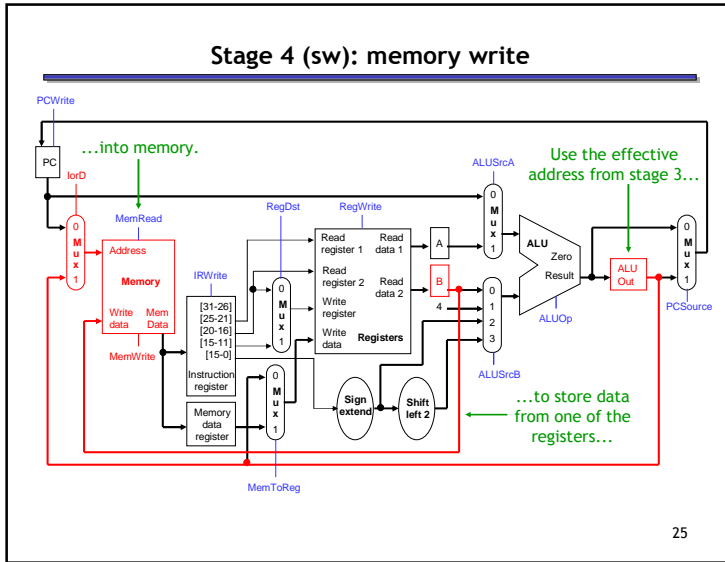 Stage 4 (sw): memory write
PCWrite
...into memory.
Use the effective
address from stage 3...
PC
IorD
ALUSrcA
MemRead
RegDst
RegWrite
0
M
u
x
1
Address
Memory
Write
data
Mem
Data
MemWrite
IRWrite
[31-26]
[25-21]
[20-16]
[15-11]
[15-0]
Instruction
register
Memory
data
register
0
M
u
x
1
0
M
u
x
1
MemToReg
Read
register 1
Read
data 1
Read
register 2
Read
data 2
Write
register
Write
data
Registers
A
B
4
Sign
extend
Shift
left 2
0
M
u
x
1
0
1
2
3
ALUSrcB
ALU
Zero
Result
ALUOp
ALU
Out
0
M
u
x
1
PCSource
...to store data
from one of the
registers...
25